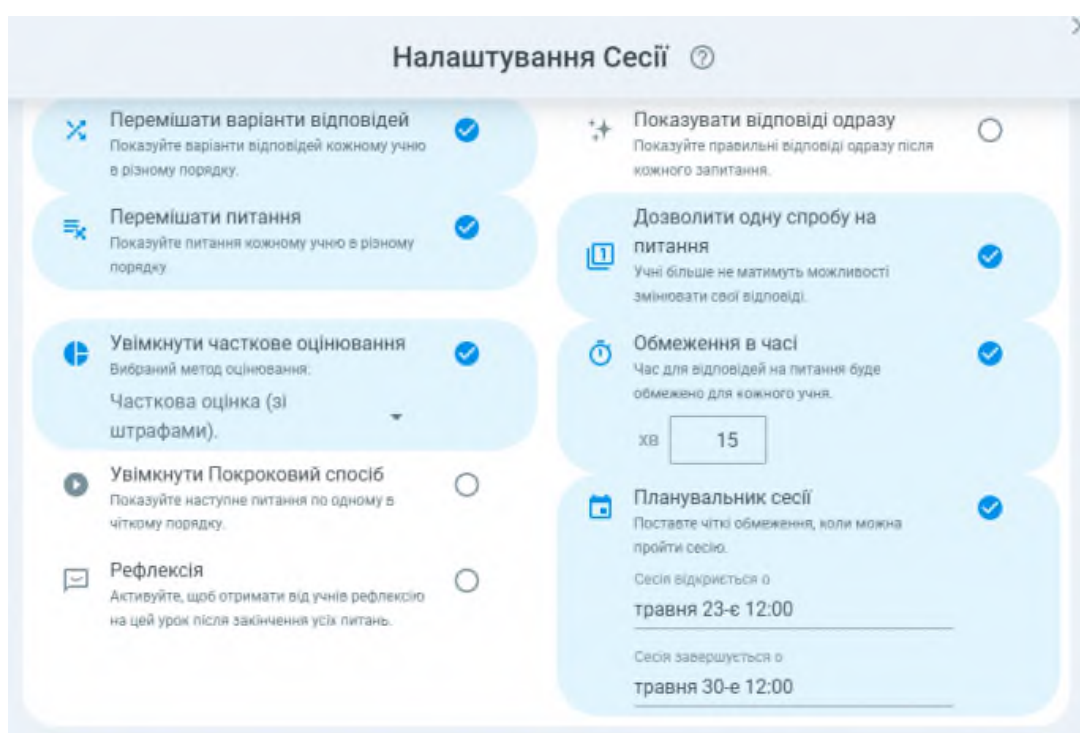 Налаштування Сесії
Перемішати варіанти відповідей
Показуйте варіанти відповідей кожному учню
в різному порядку.
Перемішати питання
Показуйте питання кожному учню в різному
порядку
Увімкнути часткове оцінювання
Вибраний метод оцінювання:
Часткова оцінка (зі
штрафами).
Увімкнути Покроковий спосіб
Показуйте наступне питання по одному в
чіткому порядку.
Рефлексія
Активуйте, щоб отримати від учнів рефлексію
на цей урок після закінчення усіх питань.
Показувати відповіді одразу
Показуйте правильні відповіді одразу після
кожного запитання.
Дозволити одну спробу на
питання
1
Учні більше не матимуть можливості
змінювати свої відповіді.
Обмеження в часі
Час для відповідей на питання буде
обмежено для кожного учня.
хв 15
Планувальник сесії
Поставте чіткі обмеження, коли можна
пройти сесію.
Сесія відкриється о
травня 23-є 12:00
Сесія завершується о
травня 30-е 12:00